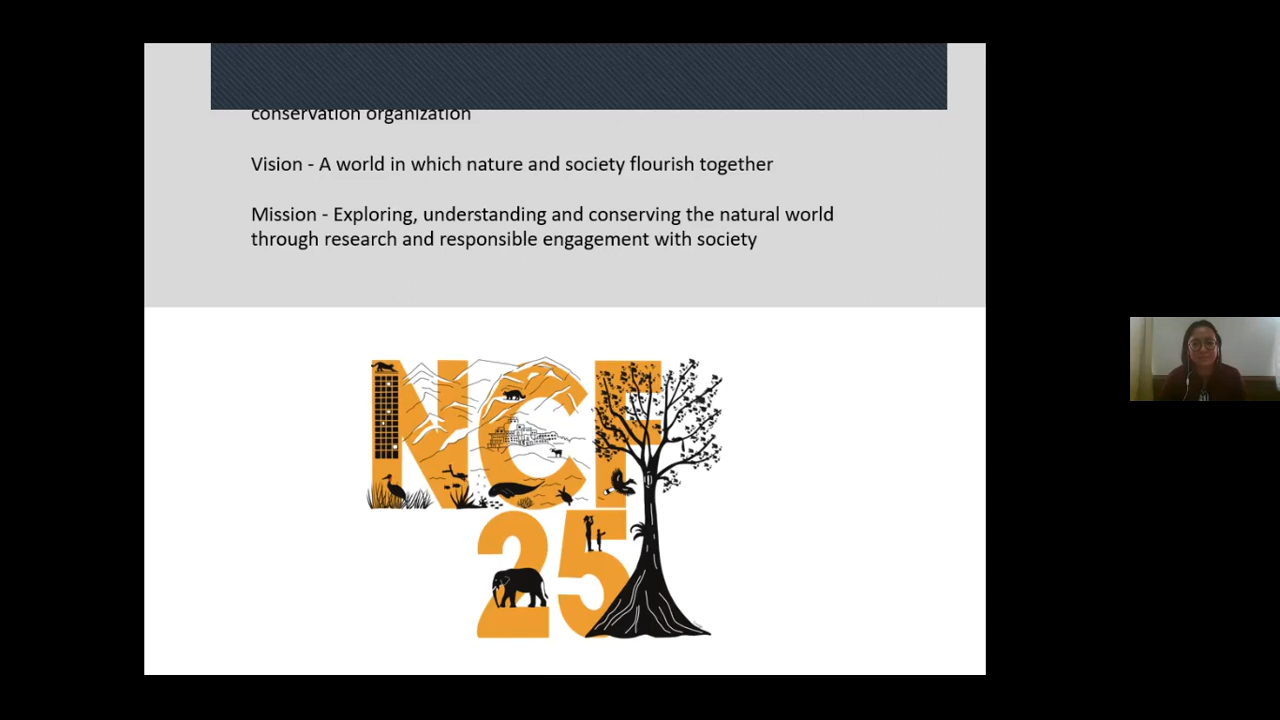 conservation organization
Vision - A world in which nature and society flourish together
Mission - Exploring, understanding and conserving the natural world
through research and responsible engagement with society
NCF
25